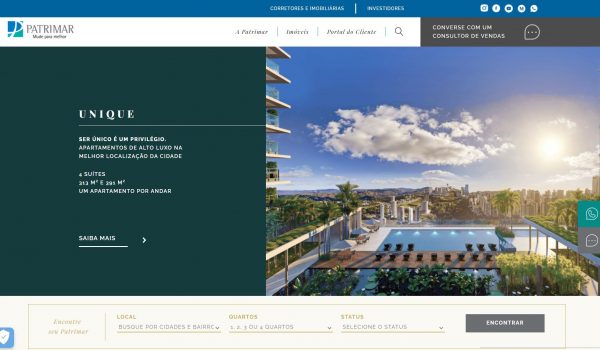 CORRETORES E IMOBILIÁRIAS
INVESTIDORES
PATRIMAR
Mude para melhor
A Patrimar
Imóveis
Portal do Cliente
CONVERSE COM UM
CONSULTOR DE VENDAS
UNIQUE
SER ÚNICO É UM PRIVILÉGIO.
APARTAMENTOS DE ALTO LUXO NA
MELHOR LOCALIZAÇÃO DA CIDADE
4 SUÍTES
313 M² E 391 M²
UM APARTAMENTO POR ANDAR
SAIBA MAIS
Encontre
seu Patrimar
LOCAL
BUSQUE POR CIDADES E BAIRRO
QUARTOS
1, 2, 3 OU 4 QUARTOS
STATUS
SELECIONE O STATUS
ENCONTRAR